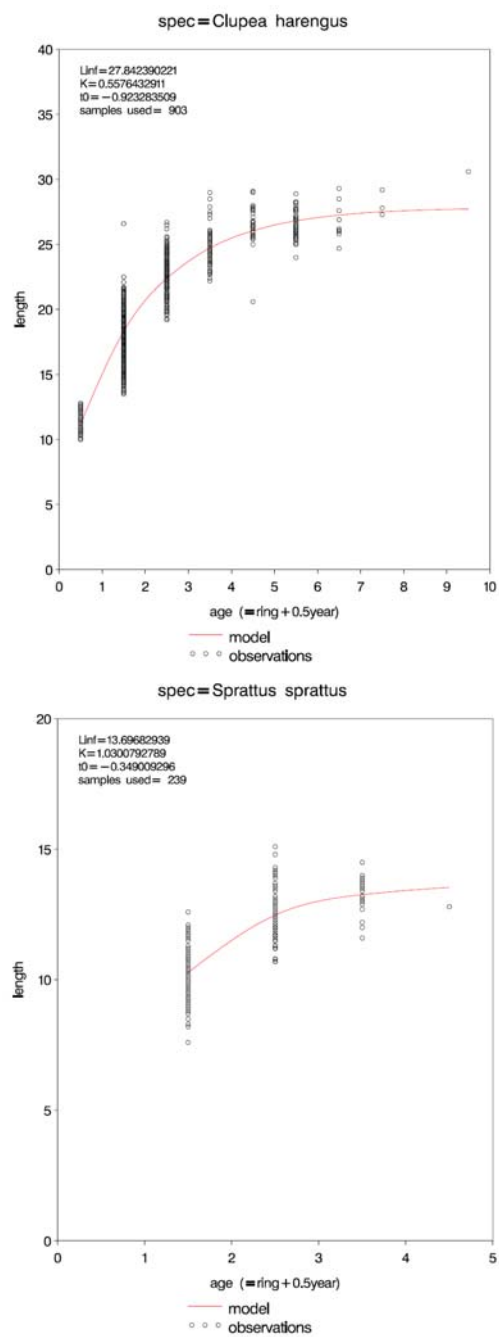 spec=Clupea harengus
40
Linf=27.842390221
K=0.5576432911
t0=-0.923283509
samples used= 903
35
30
25
20
15
10
5
0
length
0 1 2 3 4 5 6 7 8 9 10
age (=ring+0.5year)
model
observations
spec=Sprattus sprattus
20
Linf=13.69682939
K=1.0300792789
t0=-0.349009296
samples used= 239
15
10
5
0
length
0 1 2 3 4 5
age (=ring+0.5year)
model
observations